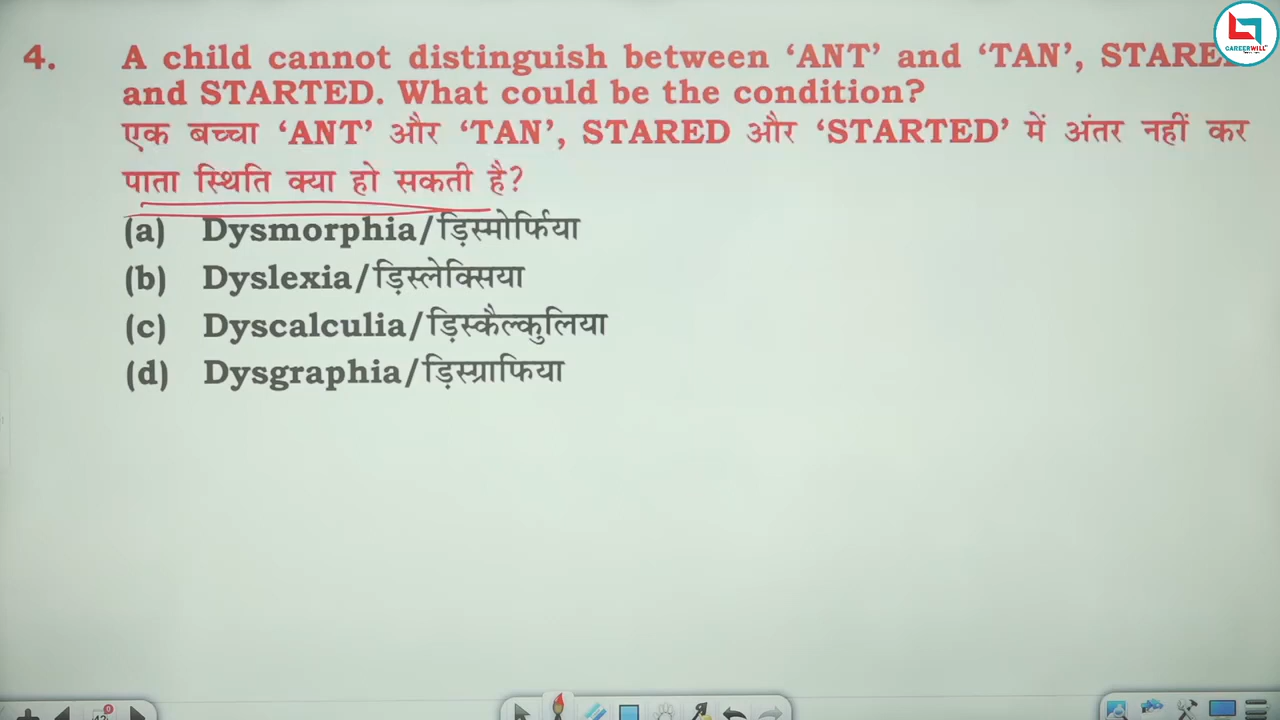 CAREERWILL
4. A child cannot distinguish between ‘ANT’ and ‘TAN’, STARED
and STARTED. What could be the condition?
एक बच्चा ‘ANT’ और ‘TAN’, STARED और ‘STARTED’ में अंतर नहीं कर
पाता स्थिति क्या हो सकती है?
(a) Dysmorphia/ड़िस्मोर्फिया
(b) Dyslexia/ड़िस्लेक्सिया
(c) Dyscalculia/ड़िस्कैल्कुलिया
(d) Dysgraphia/ड़िस्ग्राफिया